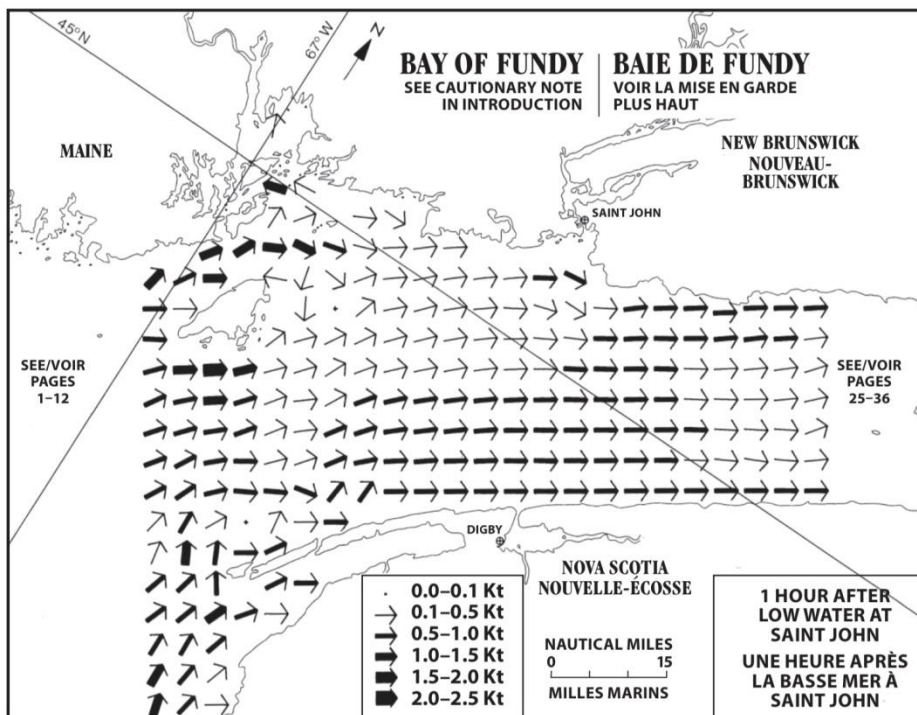 45° N
67° W
N
BAY OF FUNDY
SEE CAUTIONARY NOTE
IN INTRODUCTION
BAIE DE FUNDY
VOIR LA MISE EN GARDE
PLUS HAUT
MAINE
NEW BRUNSWICK
NOUVEAU-
BRUNSWICK
SAINT JOHN
SEE/VOIR
PAGES
1–12
SEE/VOIR
PAGES
25–36
DIGBY
NOVA SCOTIA
NOUVELLE-ÉCOSSE
0.0–0.1 Kt
0.1–0.5 Kt
0.5–1.0 Kt
1.0–1.5 Kt
1.5–2.0 Kt
2.0–2.5 Kt
NAUTICAL MILES
0 15
MILLES MARINS
1 HOUR AFTER
LOW WATER AT
SAINT JOHN
UNE HEURE APRÈS
LA BASSE MER À
SAINT JOHN